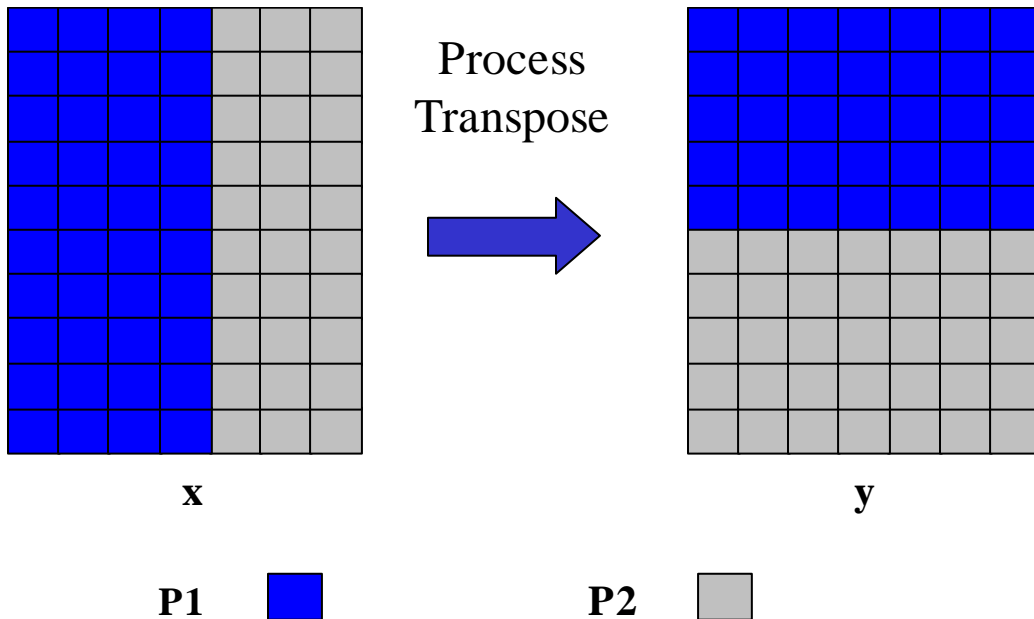 Process
Transpose
x
y
P1
P2